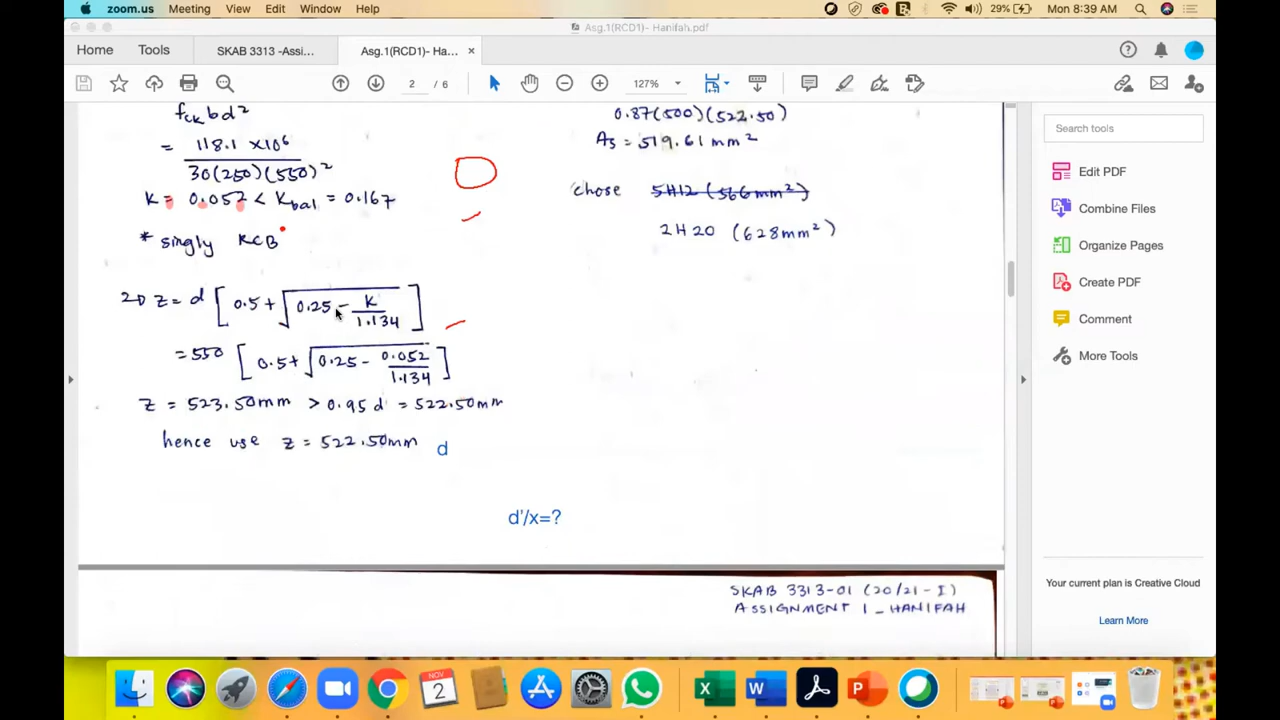 zoom.us Meeting View Edit Window Help 29% Mon 8:39 AM
Asg.1(RCD1)- Hanifah.pdf
Home Tools SKAB 3313 -Assi... Asg.1(RCD1)- Ha... ×
2 / 6 127%
fck bd²
= 118.1 ×10⁶
30(250)(550)²
K = 0.052 < Kbal = 0.167
* singly RCB
2D z = d [ 0.5 + √ 0.25 - K / 1.134 ]
= 550 [ 0.5+ √ 0.25 - 0.052 / 1.134 ]
z = 523.50mm > 0.95 d = 522.50mm
hence use z = 522.50mm d
d'/x=?
0.87(500)(522.50)
As = 519.61 mm²
chose 5H12 (566mm²)
2H20 (628mm²)
SKAB 3313-01 (20/21-I)
ASSIGNMENT 1 _ HANIFAH
Search tools
Edit PDF
Combine Files
Organize Pages
Create PDF
Comment
More Tools
Your current plan is Creative Cloud
Learn More
NOV
2